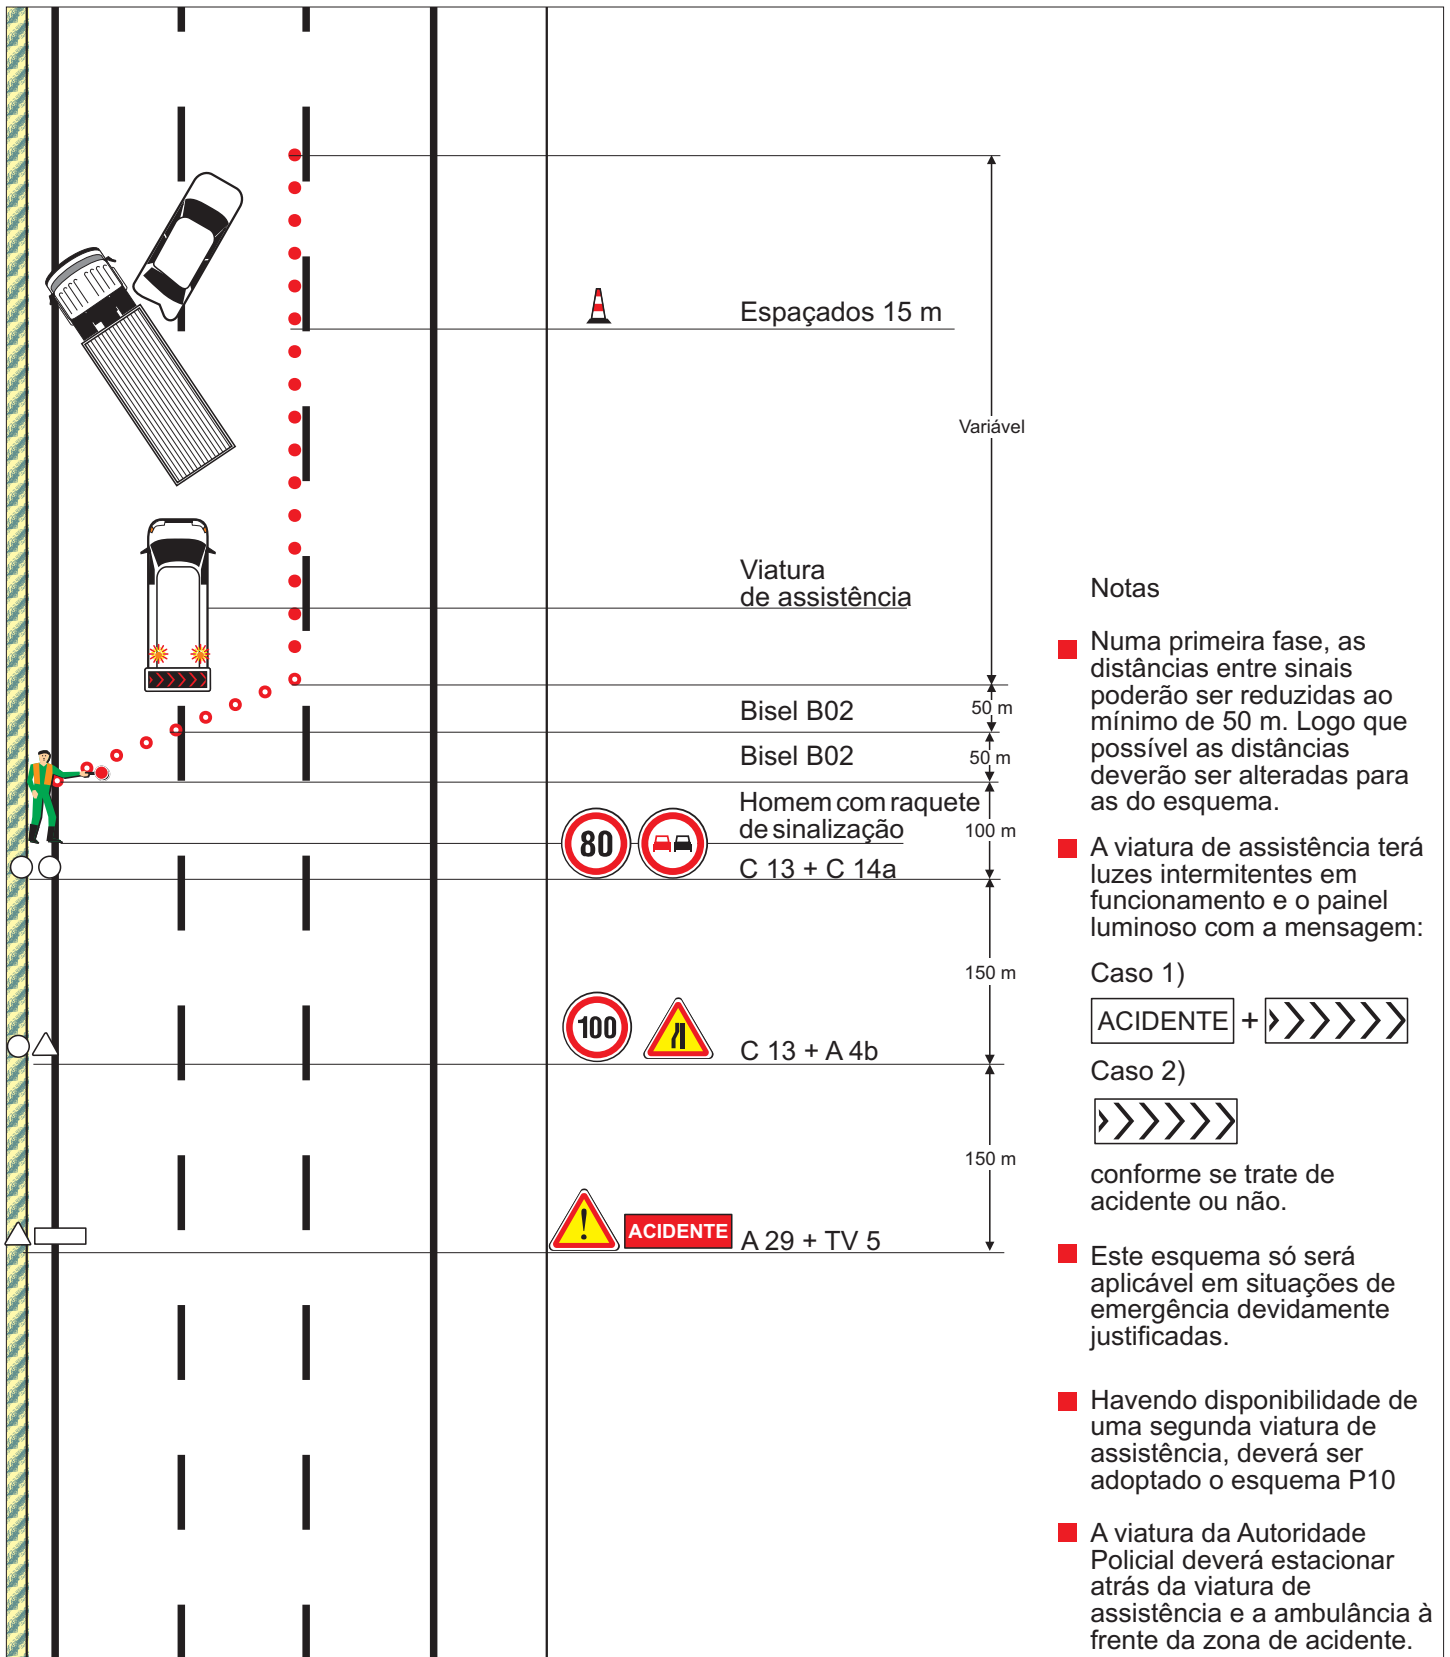 Espaçados 15 m
Variável
Viatura
de assistência
Bisel B02
50 m
Bisel B02
50 m
Homem com raquete
de sinalização
100 m
80
C 13 + C 14a
150 m
100
C 13 + A 4b
150 m
!
ACIDENTE
A 29 + TV 5
Notas
Numa primeira fase, as
distâncias entre sinais
poderão ser reduzidas ao
mínimo de 50 m. Logo que
possível as distâncias
deverão ser alteradas para
as do esquema.
A viatura de assistência terá
luzes intermitentes em
funcionamento e o painel
luminoso com a mensagem:
Caso 1)
ACIDENTE +
Caso 2)
conforme se trate de
acidente ou não.
Este esquema só será
aplicável em situações de
emergência devidamente
justificadas.
Havendo disponibilidade de
uma segunda viatura de
assistência, deverá ser
adoptado o esquema P10
A viatura da Autoridade
Policial deverá estacionar
atrás da viatura de
assistência e a ambulância à
frente da zona de acidente.